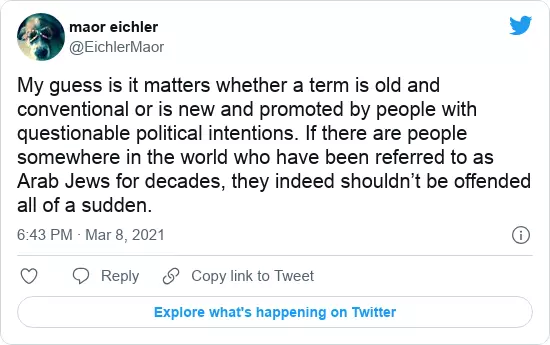 maor eichler
@EichlerMaor
My guess is it matters whether a term is old and
conventional or is new and promoted by people with
questionable political intentions. If there are people
somewhere in the world who have been referred to as
Arab Jews for decades, they indeed shouldn’t be offended
all of a sudden.
6:43 PM · Mar 8, 2021
Reply Copy link to Tweet
Explore what's happening on Twitter